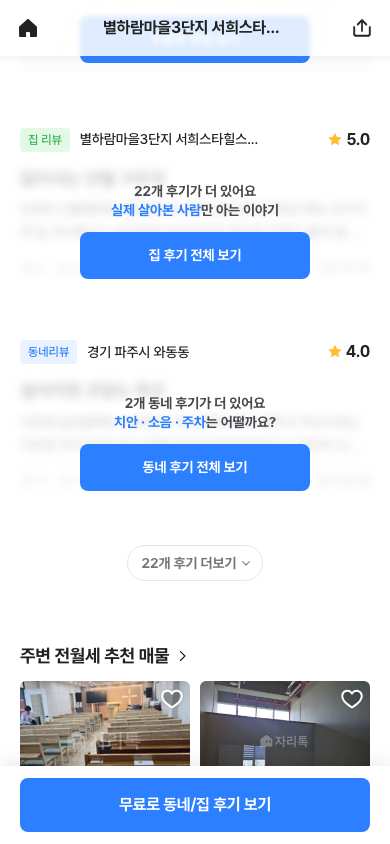 별하람마을3단지 서희스타...
집 리뷰
별하람마을3단지 서희스타힐스...
5.0
22개 후기가 더 있어요
실제 살아본 사람만 아는 이야기
집 후기 전체 보기
동네리뷰
경기 파주시 와동동
4.0
2개 동네 후기가 더 있어요
치안 · 소음 · 주차는 어떨까요?
동네 후기 전체 보기
22개 후기 더보기
주변 전월세 추천 매물
자리톡
자리톡
무료로 동네/집 후기 보기